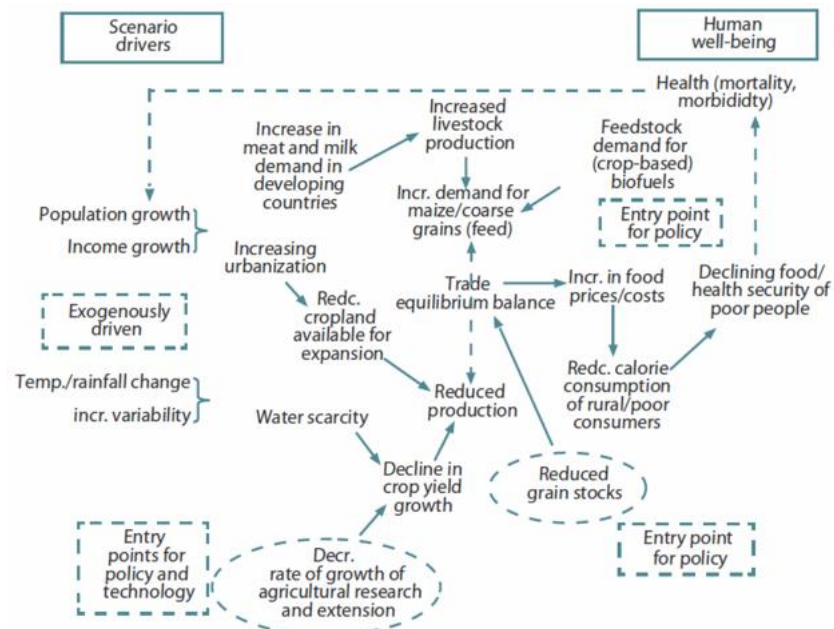 Scenario
drivers
Human
well-being
Health (mortality,
morbididty)
Increased
livestock
production
Increase in
meat and milk
demand in
developing
countries
Feedstock
demand for
(crop-based)
biofuels
Incr. demand for
maize/coarse
grains (feed)
Population growth
Income growth
Entry point
for policy
Increasing
urbanization
Trade
equilibrium balance
Incr. in food
prices/costs
Declining food/
health security of
poor people
Exogenously
driven
Redc.
cropland
available for
expansion
Temp./rainfall change
incr. variability
Reduced
production
Redc. calorie
consumption
of rural/poor
consumers
Water scarcity
Decline in
crop yield
growth
Reduced
grain stocks
Entry
points for
policy and
technology
Decr.
rate of growth of
agricultural research
and extension
Entry point
for policy